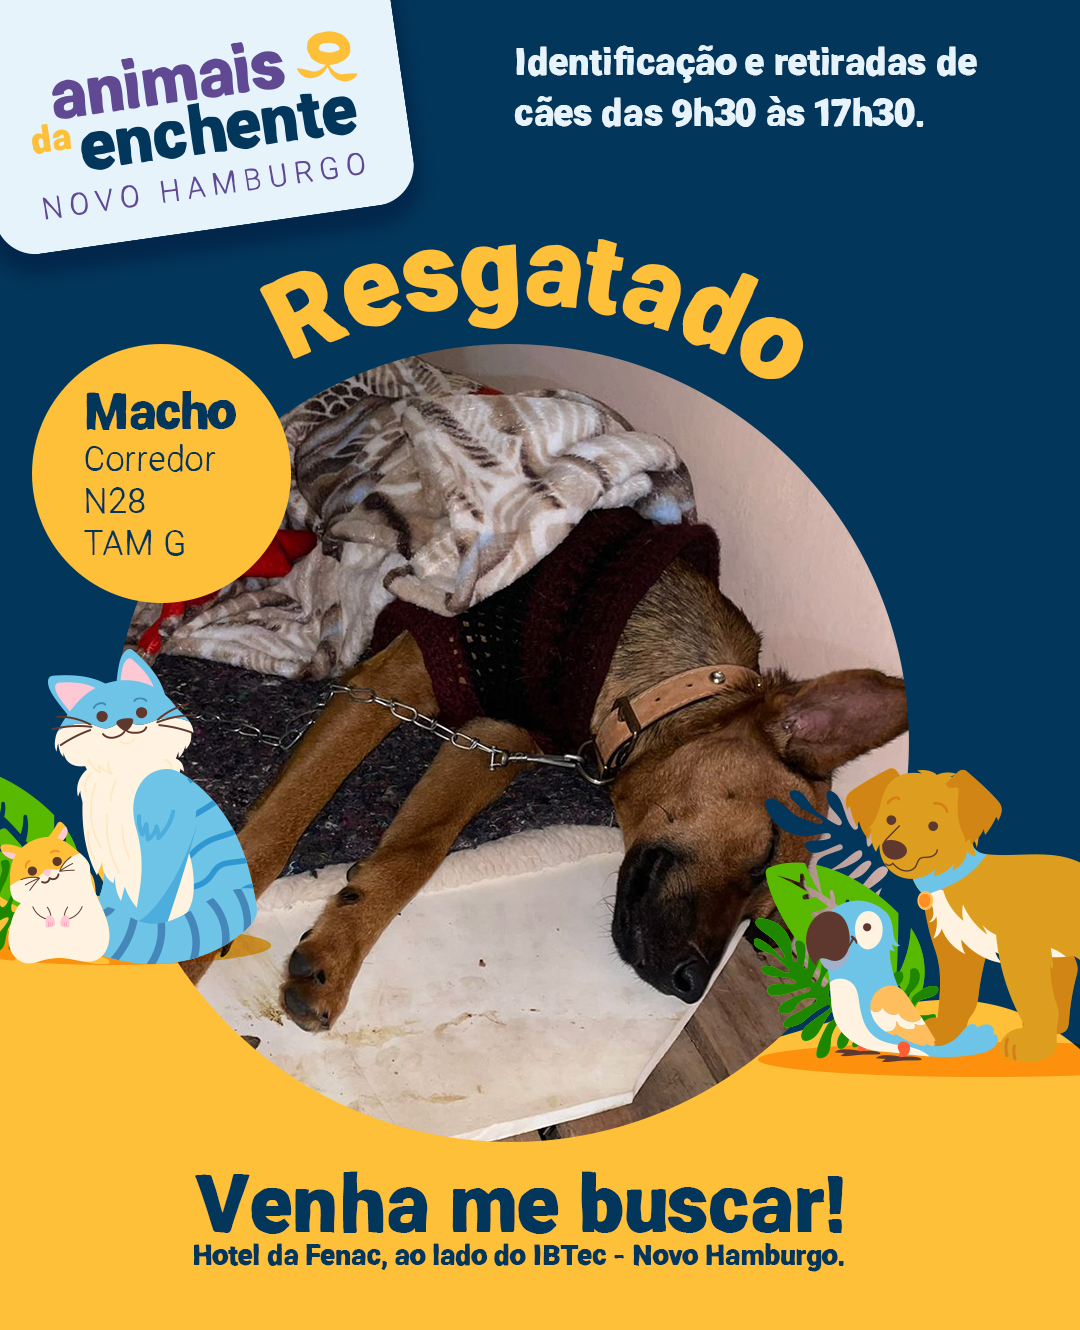 animais
da enchente
NOVO HAMBURGO
Identificação e retiradas de
cães das 9h30 às 17h30.
Resgatado
Macho
Corredor
N28
TAM G
Venha me buscar!
Hotel da Fenac, ao lado do IBTec - Novo Hamburgo.